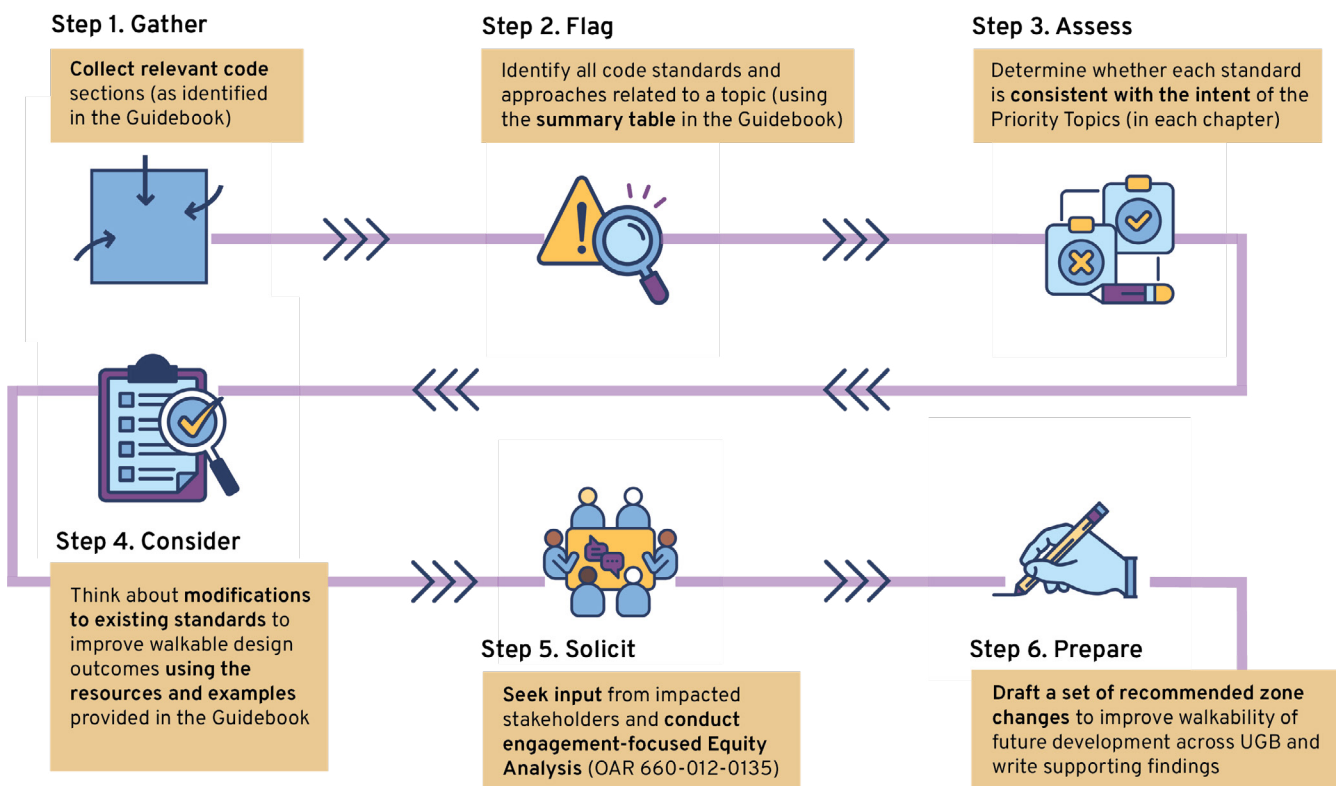 Step 1. Gather
Collect relevant code
sections (as identified
in the Guidebook)
Step 2. Flag
Identify all code standards and
approaches related to a topic (using
the summary table in the Guidebook)
Step 3. Assess
Determine whether each standard
is consistent with the intent of the
Priority Topics (in each chapter)
Step 4. Consider
Think about modifications
to existing standards to
improve walkable design
outcomes using the
resources and examples
provided in the Guidebook
Step 5. Solicit
Seek input from impacted
stakeholders and conduct
engagement-focused Equity
Analysis (OAR 660-012-0135)
Step 6. Prepare
Draft a set of recommended zone
changes to improve walkability of
future development across UGB and
write supporting findings